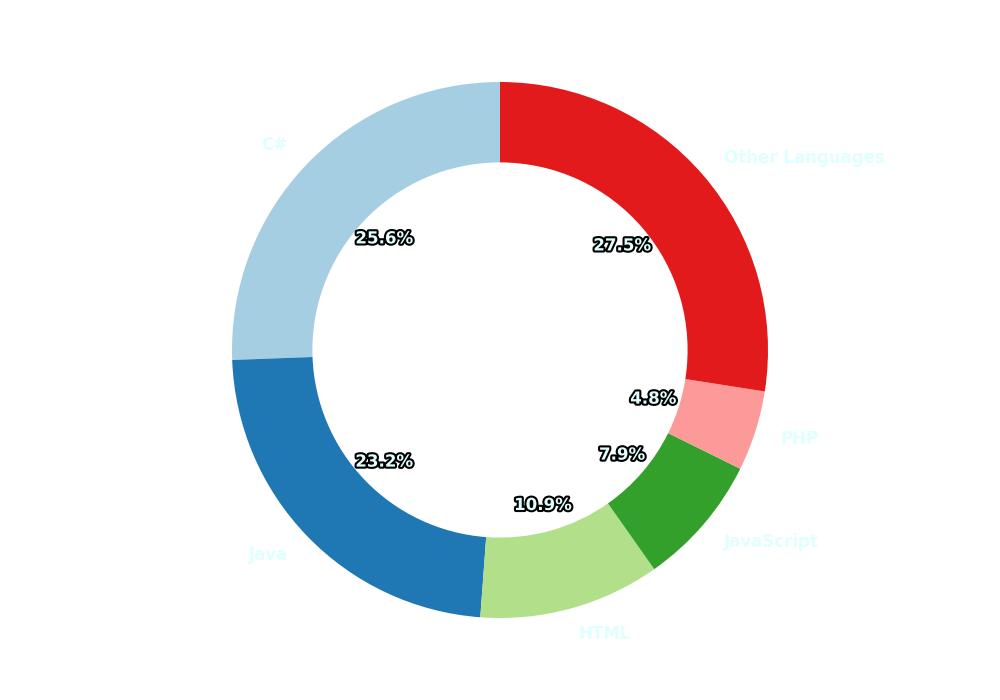 C#
Other Languages
25.6%
27.5%
4.8%
PHP
7.9%
23.2%
10.9%
JavaScript
Java
HTML